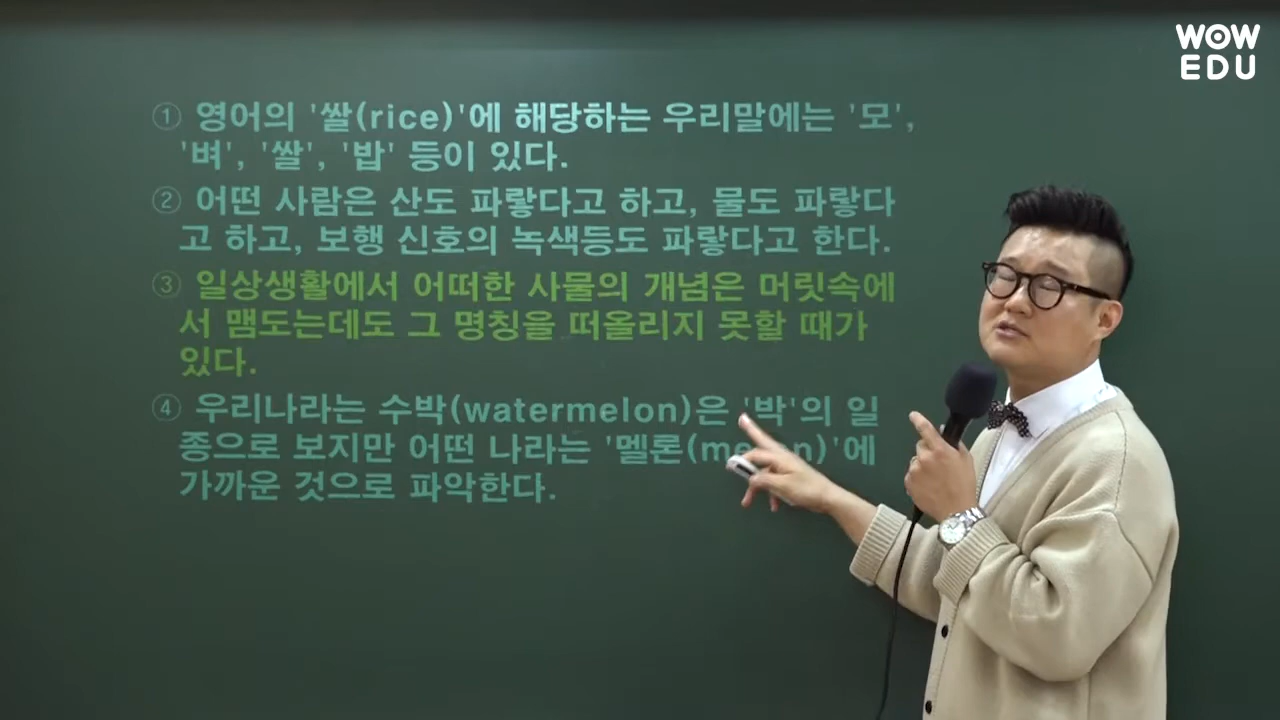 WOW
EDU
① 영어의 '쌀(rice)'에 해당하는 우리말에는 '모',
'벼', '쌀', '밥' 등이 있다.
② 어떤 사람은 산도 파랗다고 하고, 물도 파랗다
고 하고, 보행 신호의 녹색등도 파랗다고 한다.
③ 일상생활에서 어떠한 사물의 개념은 머릿속에
서 맴도는데도 그 명칭을 떠올리지 못할 때가
있다.
④ 우리나라는 수박(watermelon)은 '박'의 일
종으로 보지만 어떤 나라는 '멜론(melon)'에
가까운 것으로 파악한다.